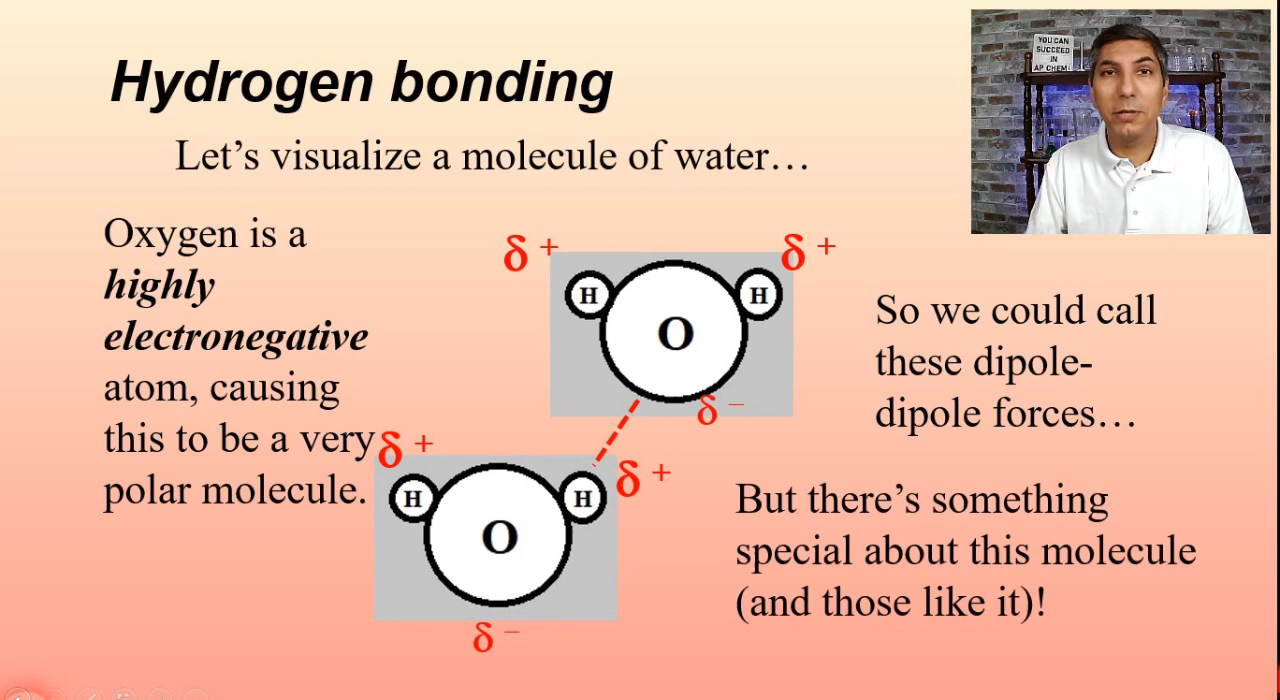 Hydrogen bonding
YOU CAN
SUCCEED
IN
AP CHEM!
Let’s visualize a molecule of water…
Oxygen is a
highly
electronegative
atom, causing
this to be a very
polar molecule.
δ +
δ +
H
H
O
δ −
So we could call
these dipole-
dipole forces…
δ +
δ +
H
H
O
δ −
But there’s something
special about this molecule
(and those like it)!